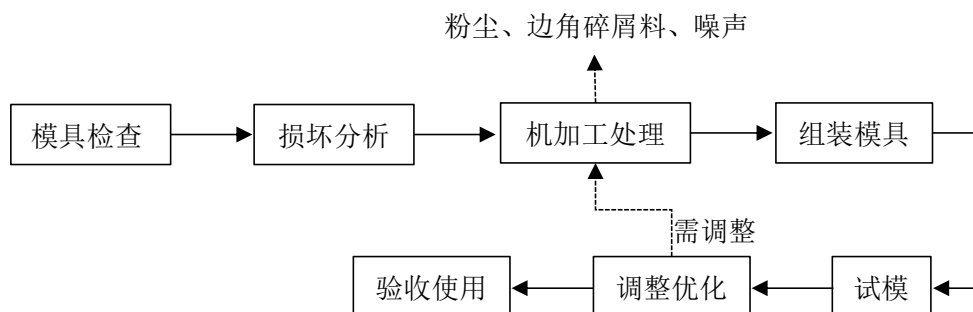 粉尘、边角碎屑料、噪声
模具检查
损坏分析
机加工处理
组装模具
需调整
验收使用
调整优化
试模